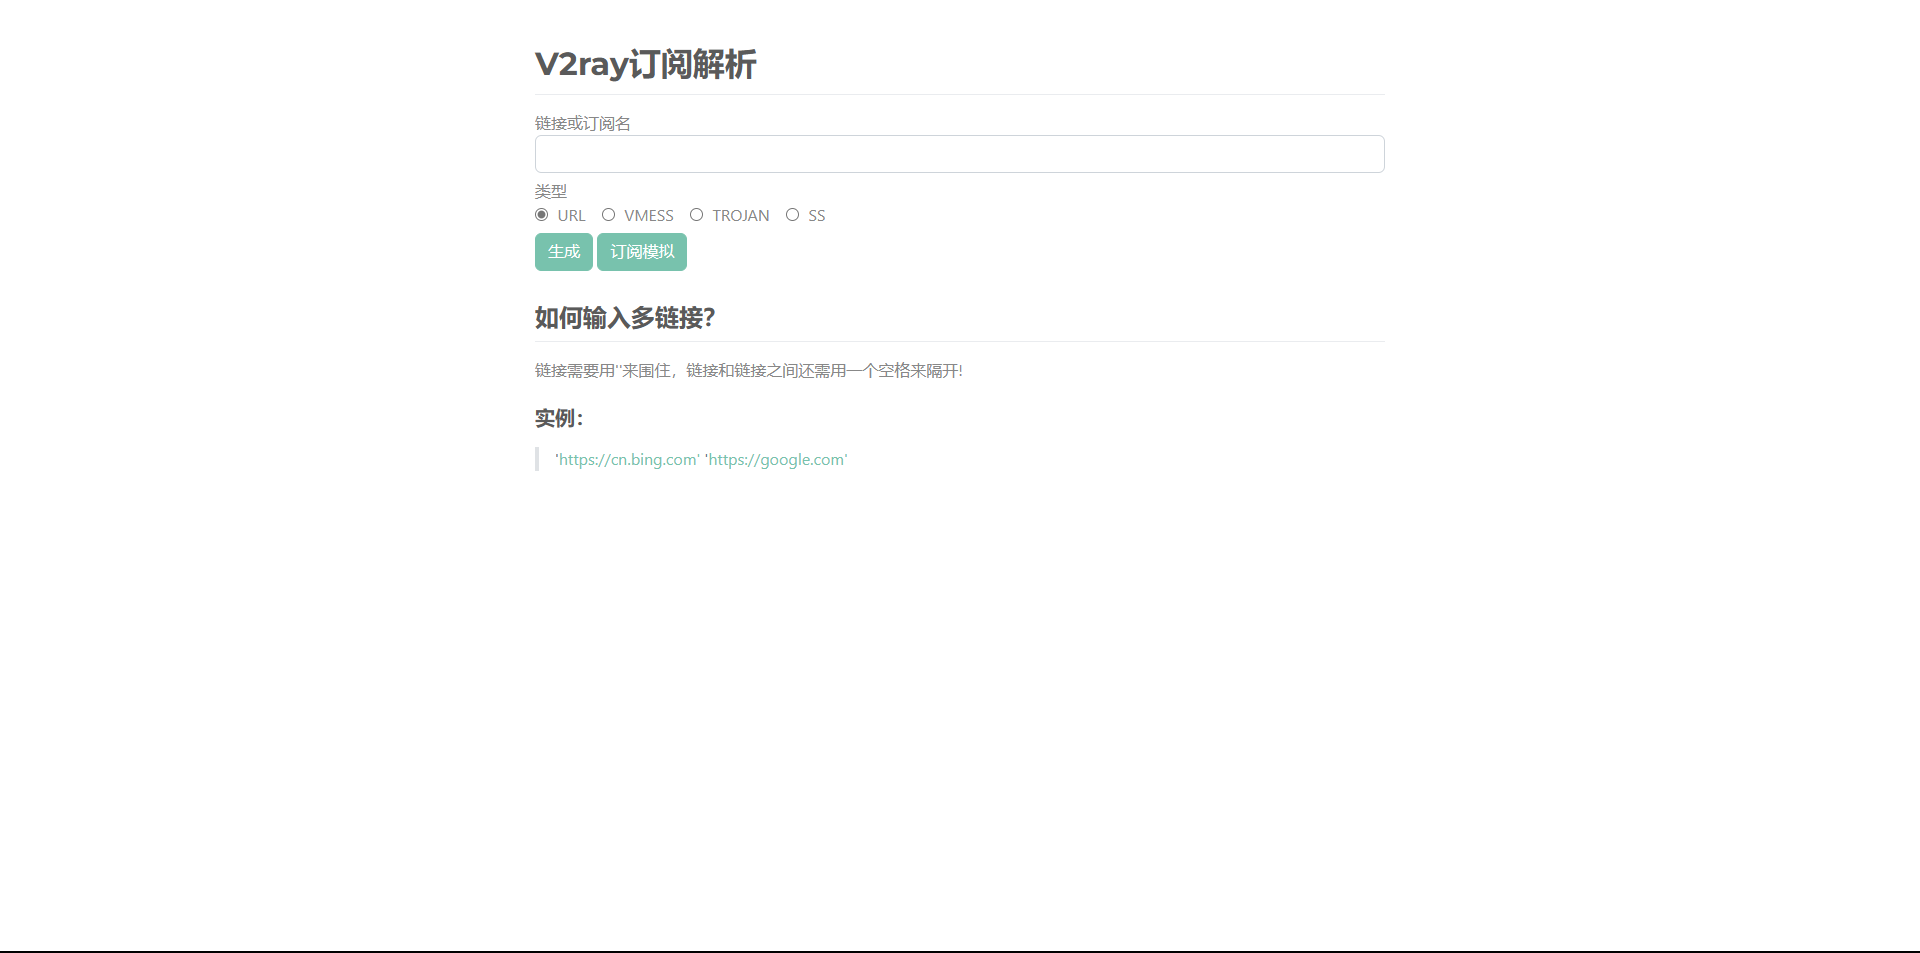 V2ray订阅解析
链接或订阅名
类型
URL VMESS TROJAN SS
生成 订阅模拟
如何输入多链接?
链接需要用''来围住，链接和链接之间还需用一个空格来隔开!
实例：
'https://cn.bing.com' 'https://google.com'